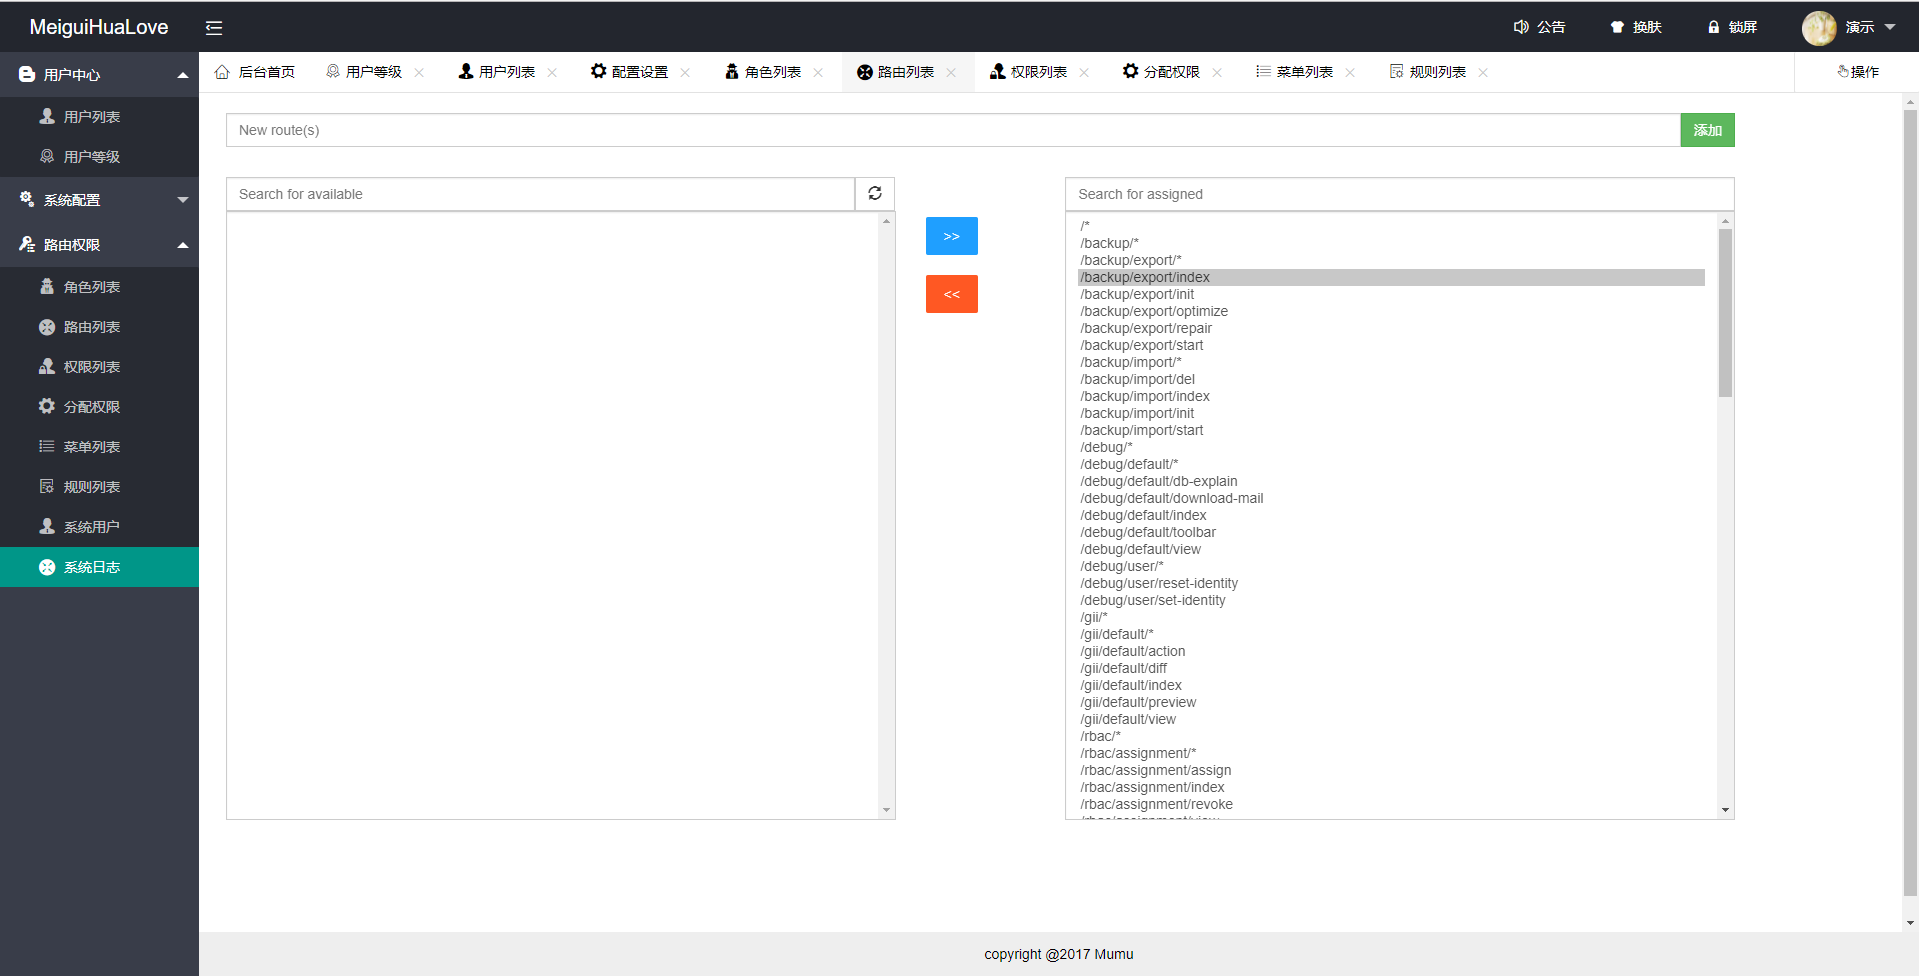 MeiguiHuaLove
公告
换肤
锁屏
演示
用户中心
用户列表
用户等级
系统配置
路由权限
角色列表
路由列表
权限列表
分配权限
菜单列表
规则列表
系统用户
系统日志
后台首页
用户等级
用户列表
配置设置
角色列表
路由列表
权限列表
分配权限
菜单列表
规则列表
操作
New route(s)
添加
Search for available
>>
<<
Search for assigned
/*
/backup/*
/backup/export/*
/backup/export/index
/backup/export/init
/backup/export/optimize
/backup/export/repair
/backup/export/start
/backup/import/*
/backup/import/del
/backup/import/index
/backup/import/init
/backup/import/start
/debug/*
/debug/default/*
/debug/default/db-explain
/debug/default/download-mail
/debug/default/index
/debug/default/toolbar
/debug/default/view
/debug/user/*
/debug/user/reset-identity
/debug/user/set-identity
/gii/*
/gii/default/*
/gii/default/action
/gii/default/diff
/gii/default/index
/gii/default/preview
/gii/default/view
/rbac/*
/rbac/assignment/*
/rbac/assignment/assign
/rbac/assignment/index
/rbac/assignment/revoke
/rbac/assignment/view
copyright @2017 Mumu